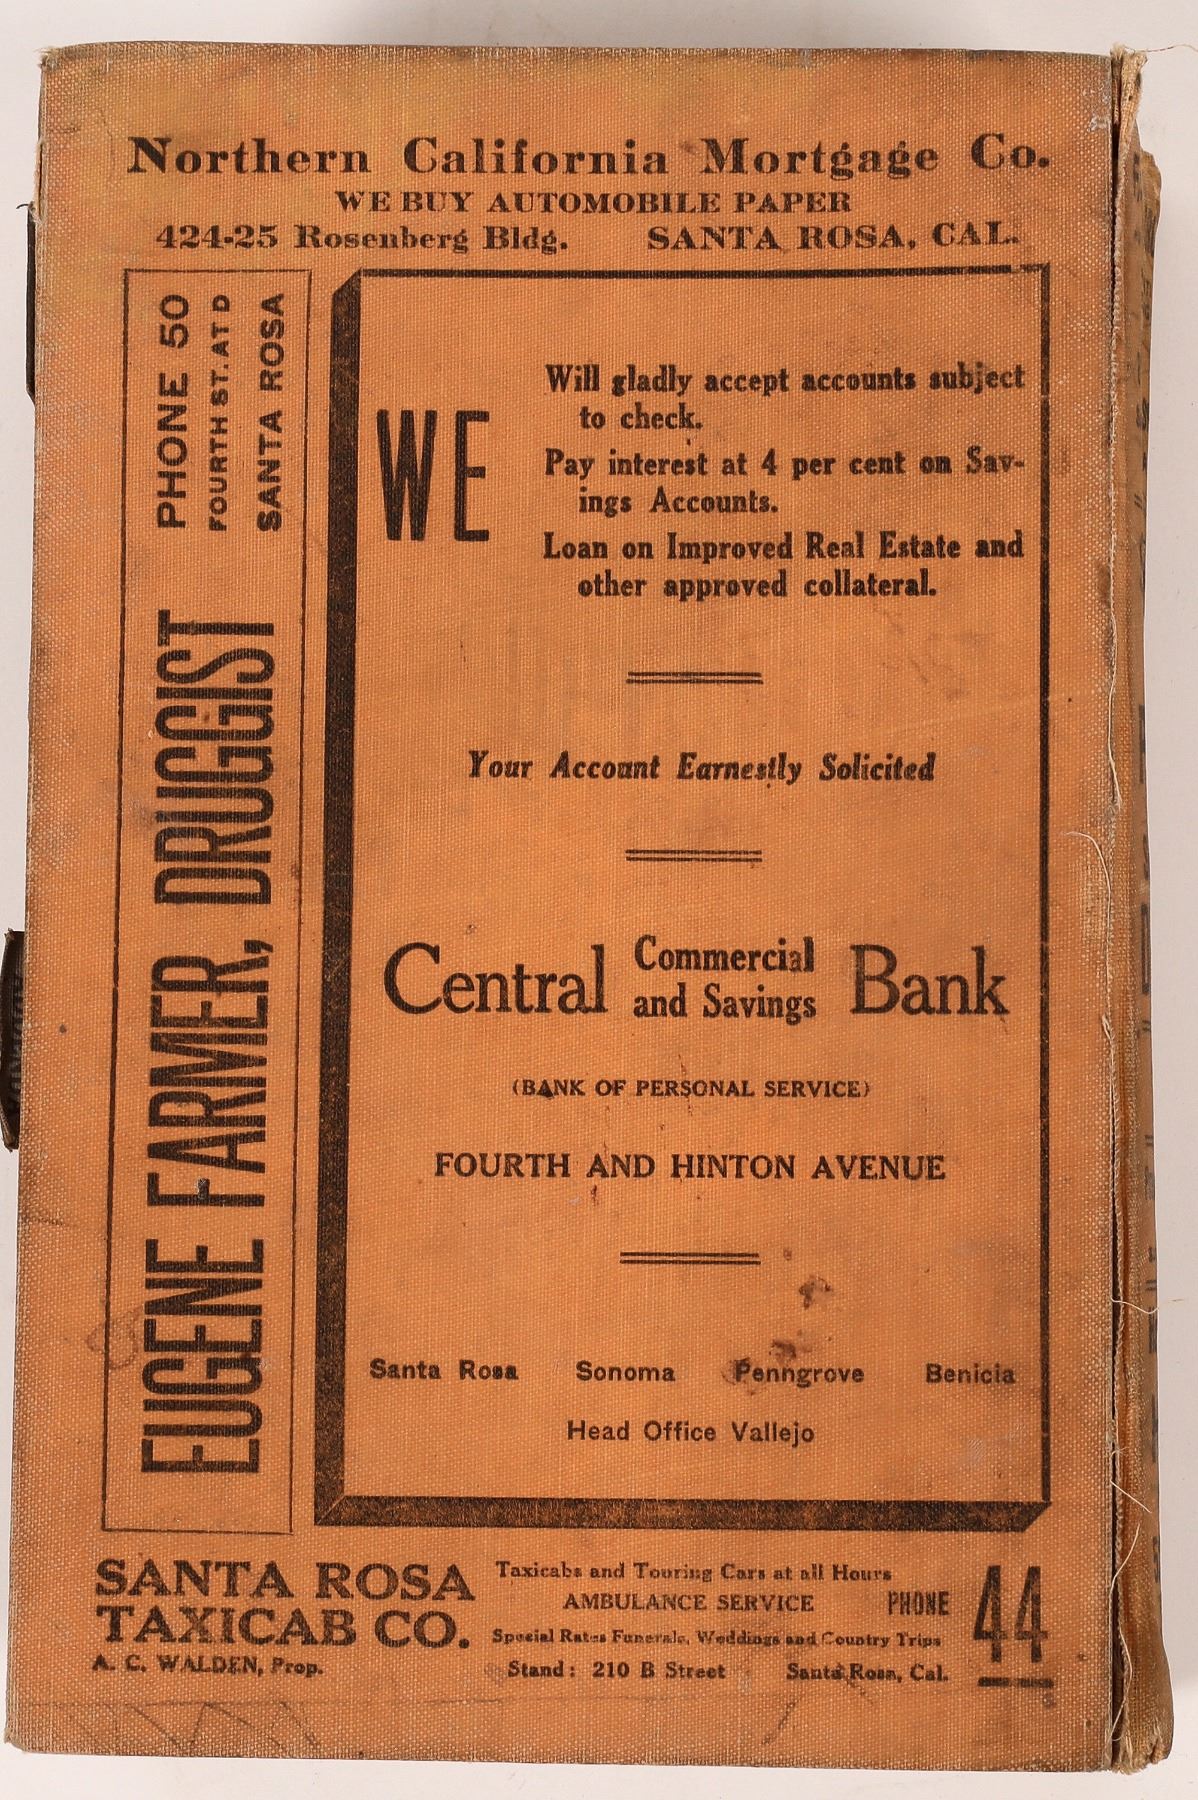 Northern California Mortgage Co.
WE BUY AUTOMOBILE PAPER
424-25 Rosenberg Bldg. SANTA ROSA, CAL.
EUGENE FARMER, DRUGGIST
PHONE 50
FOURTH ST. AT D
SANTA ROSA
WE
Will gladly accept accounts subject
to check.
Pay interest at 4 per cent on Sav-
ings Accounts.
Loan on Improved Real Estate and
other approved collateral.
Your Account Earnestly Solicited
Central Commercial and Savings Bank
(BANK OF PERSONAL SERVICE)
FOURTH AND HINTON AVENUE
Santa Rosa Sonoma Penngrove Benicia
Head Office Vallejo
SANTA ROSA
TAXICAB CO.
A. C. WALDEN, Prop.
Taxicabs and Touring Cars at all Hours
AMBULANCE SERVICE
Special Rates Funerals, Weddings and Country Trips
Stand: 210 B Street Santa Rosa, Cal.
PHONE 44